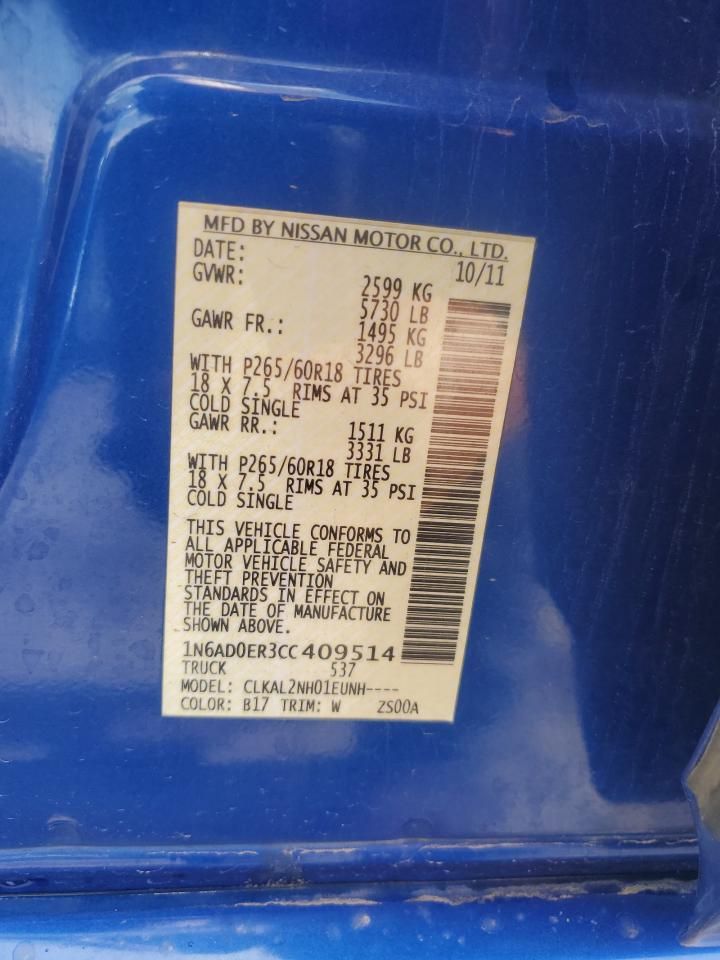 MFD BY NISSAN MOTOR CO., LTD.
DATE: 10/11
GVWR: 2599 KG
5730 LB
GAWR FR.: 1495 KG
3296 LB
WITH P265/60R18 TIRES
18 X 7.5 RIMS AT 35 PSI
COLD SINGLE
GAWR RR.: 1511 KG
3331 LB
WITH P265/60R18 TIRES
18 X 7.5 RIMS AT 35 PSI
COLD SINGLE
THIS VEHICLE CONFORMS TO
ALL APPLICABLE FEDERAL
MOTOR VEHICLE SAFETY AND
THEFT PREVENTION
STANDARDS IN EFFECT ON
THE DATE OF MANUFACTURE
SHOWN ABOVE.
1N6AD0ER3CC409514
TRUCK 537
MODEL: CLKAL2NH01EUNH----
COLOR: B17 TRIM: W ZS00A